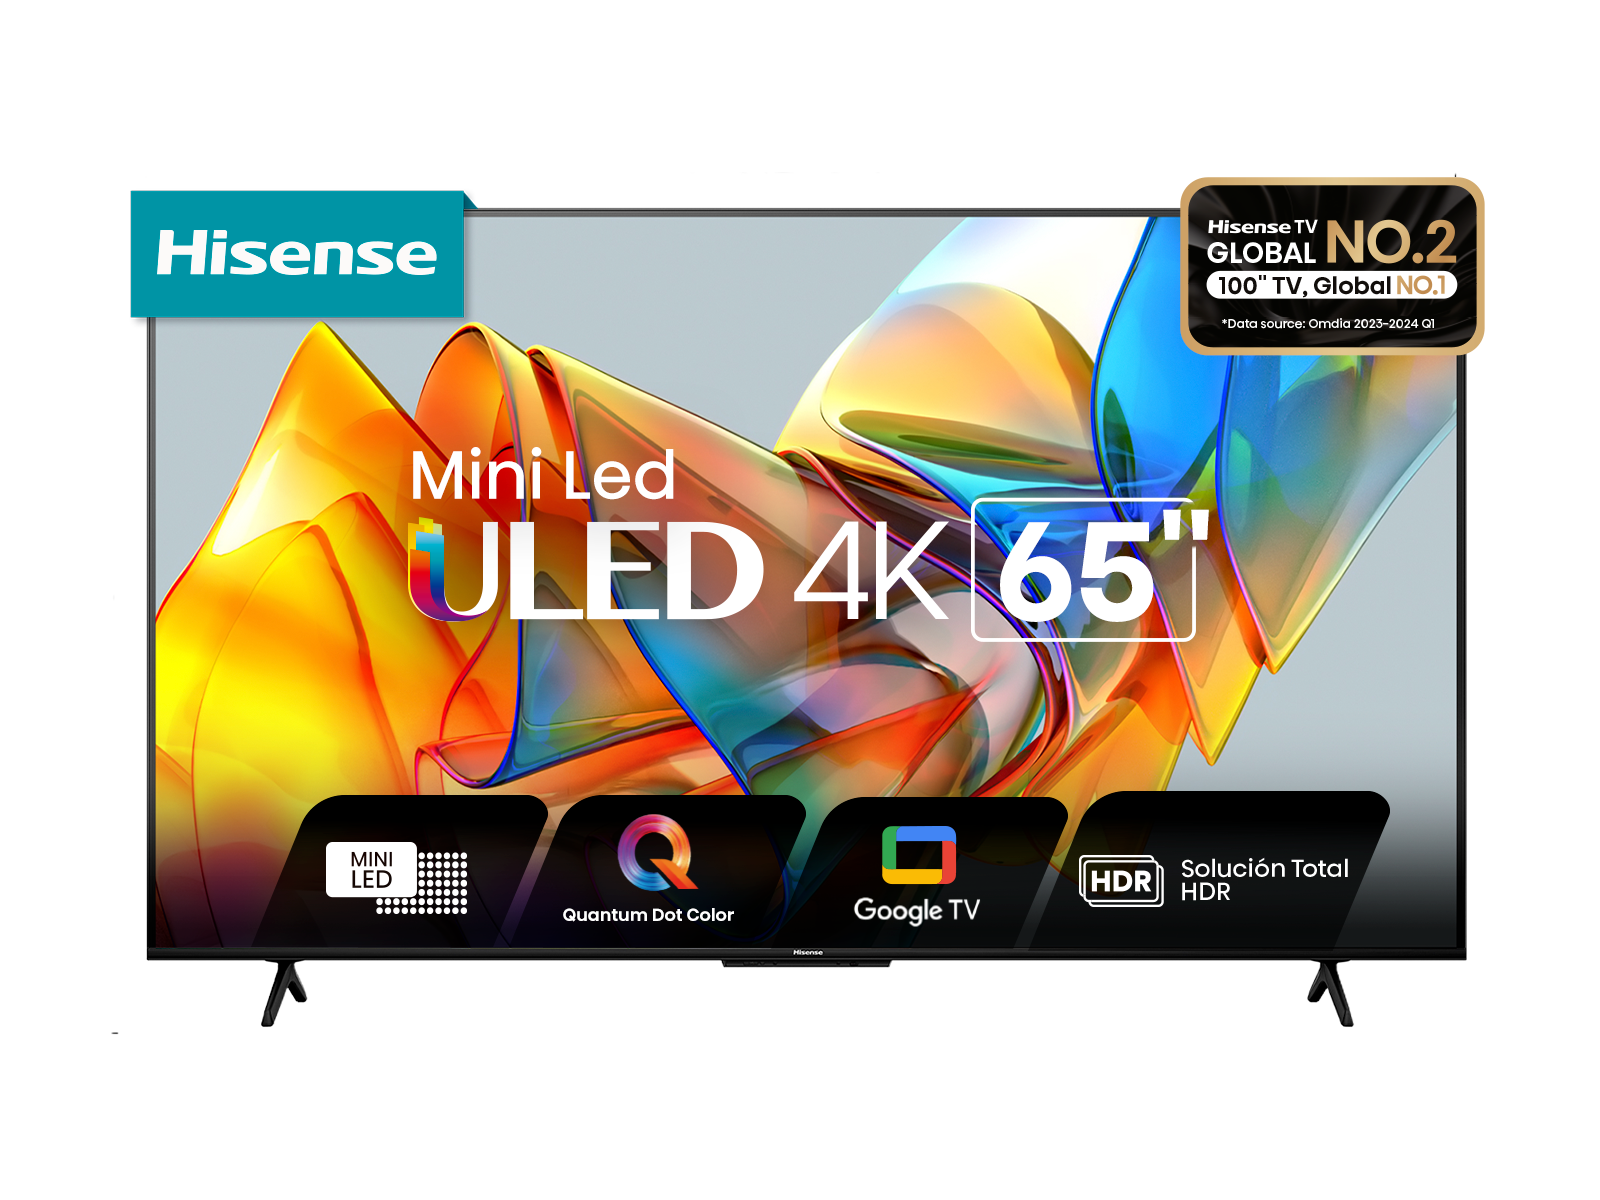 Hisense
Hisense TV
GLOBAL NO.2
100" TV, Global NO.1
*Data source: Omdia 2023-2024 Q1
Mini Led
ULED 4K 65"
MINI
LED
Quantum Dot Color
Google TV
HDR
Solución Total
HDR
Hisense